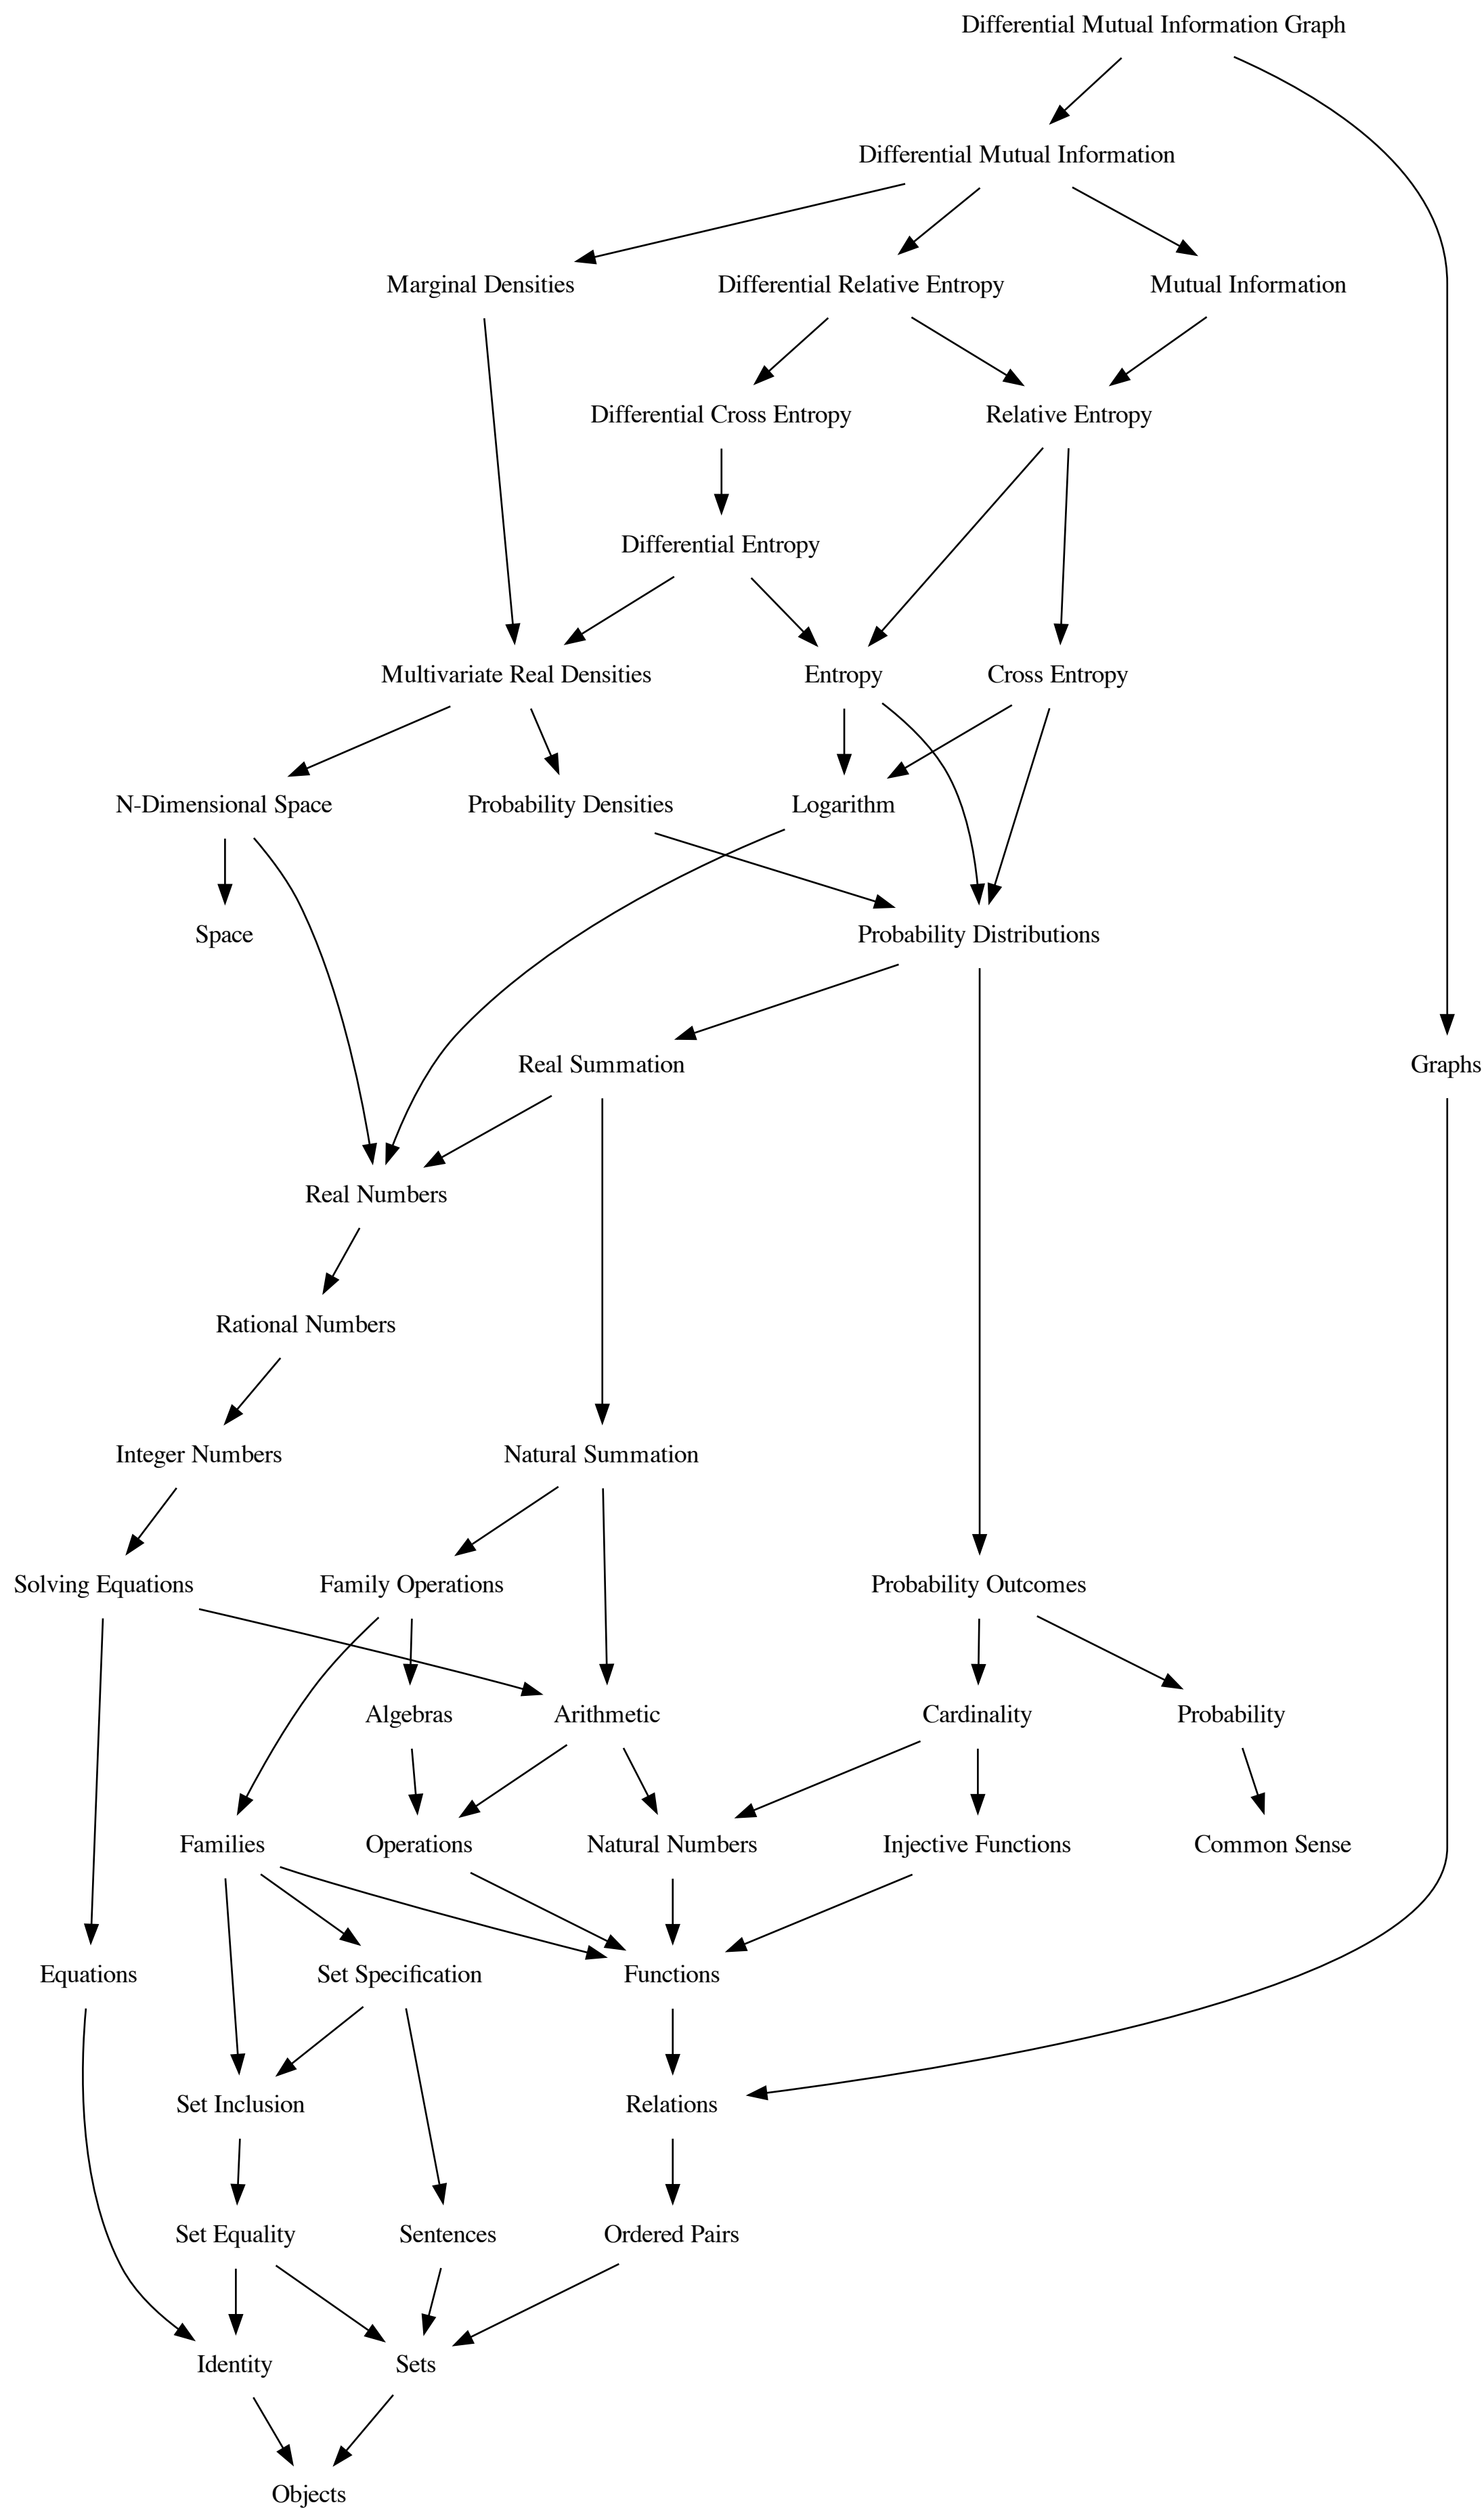 Differential Mutual Information Graph
Differential Mutual Information
Marginal Densities
Differential Relative Entropy
Mutual Information
Differential Cross Entropy
Relative Entropy
Differential Entropy
Multivariate Real Densities
Entropy
Cross Entropy
N-Dimensional Space
Probability Densities
Logarithm
Space
Probability Distributions
Real Summation
Graphs
Real Numbers
Rational Numbers
Integer Numbers
Natural Summation
Solving Equations
Family Operations
Probability Outcomes
Algebras
Arithmetic
Cardinality
Probability
Families
Operations
Natural Numbers
Injective Functions
Common Sense
Equations
Set Specification
Functions
Set Inclusion
Relations
Set Equality
Sentences
Ordered Pairs
Identity
Sets
Objects